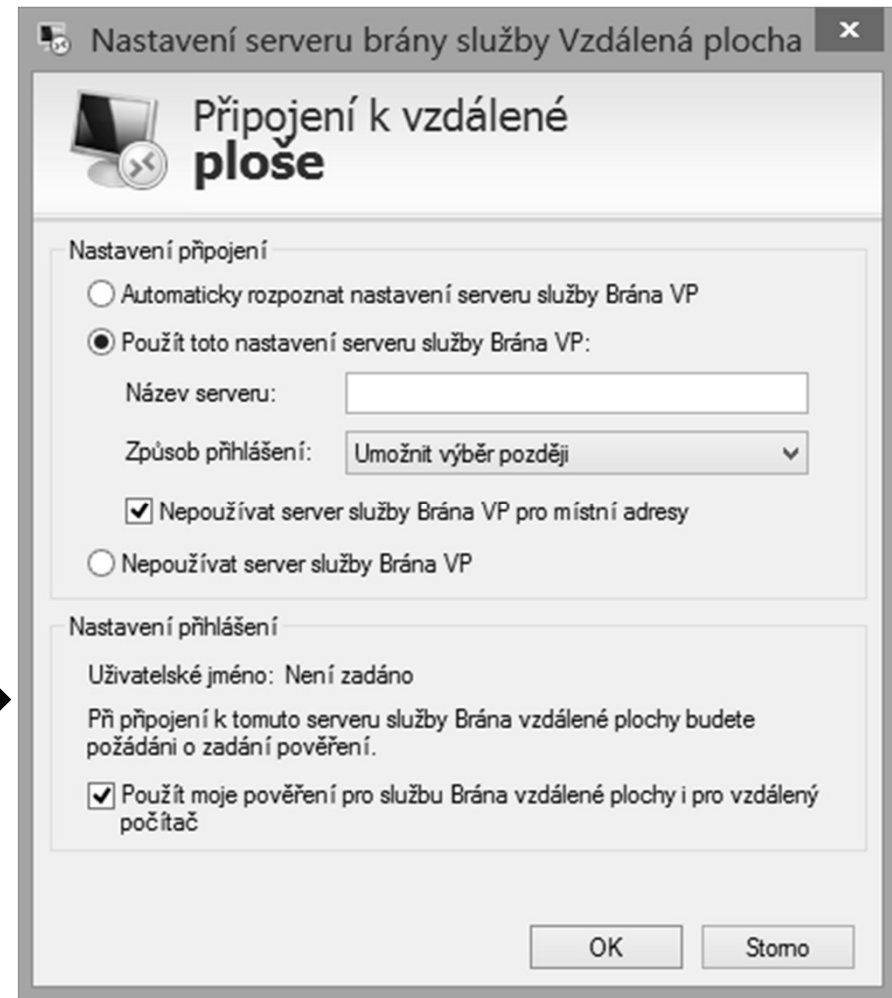 Nastavení serveru brány služby Vzdálená plocha
Připojení k vzdálené
ploše
Nastavení připojení
Automaticky rozpoznat nastavení serveru služby Brána VP
Použít toto nastavení serveru služby Brána VP:
Název serveru:
Způsob přihlášení: Umožnit výběr později
Nepoužívat server služby Brána VP pro místní adresy
Nepoužívat server služby Brána VP
Nastavení přihlášení
Uživatelské jméno: Není zadáno
Při připojení k tomuto serveru služby Brána vzdálené plochy budete
požádáni o zadání pověření.
Použít moje pověření pro službu Brána vzdálené plochy i pro vzdálený
počítač
OK Storno